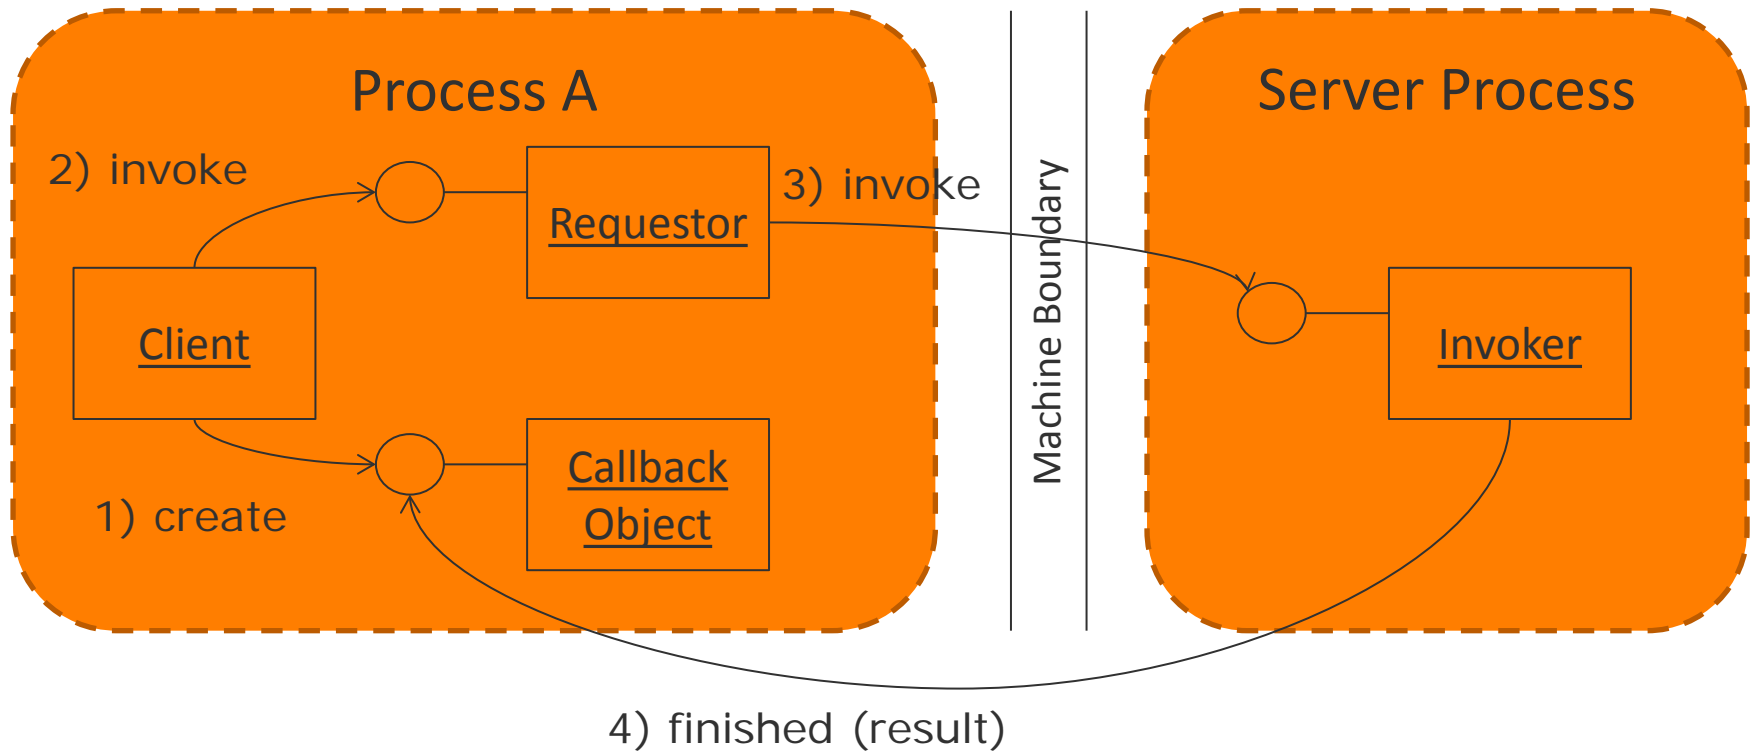 Process A
Server Process
2) invoke
3) invoke
Requestor
Machine Boundary
Client
Invoker
Callback
Object
1) create
4) finished (result)